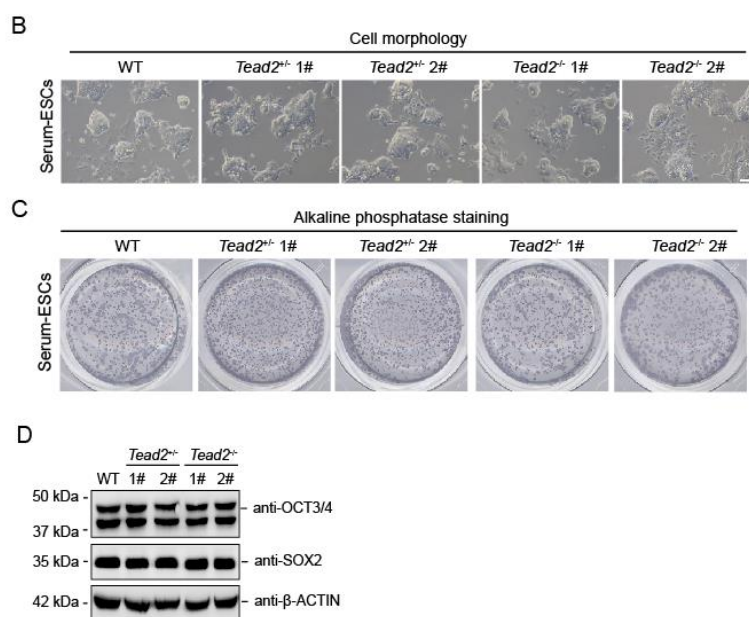 B
Cell morphology
WT Tead2+/- 1# Tead2+/- 2# Tead2-/- 1# Tead2-/- 2#
Serum-ESCs
C
Alkaline phosphatase staining
WT Tead2+/- 1# Tead2+/- 2# Tead2-/- 1# Tead2-/- 2#
Serum-ESCs
D
Tead2+/- Tead2-/-
WT 1# 2# 1# 2#
50 kDa
anti-OCT3/4
37 kDa
35 kDa anti-SOX2
42 kDa anti-β-ACTIN